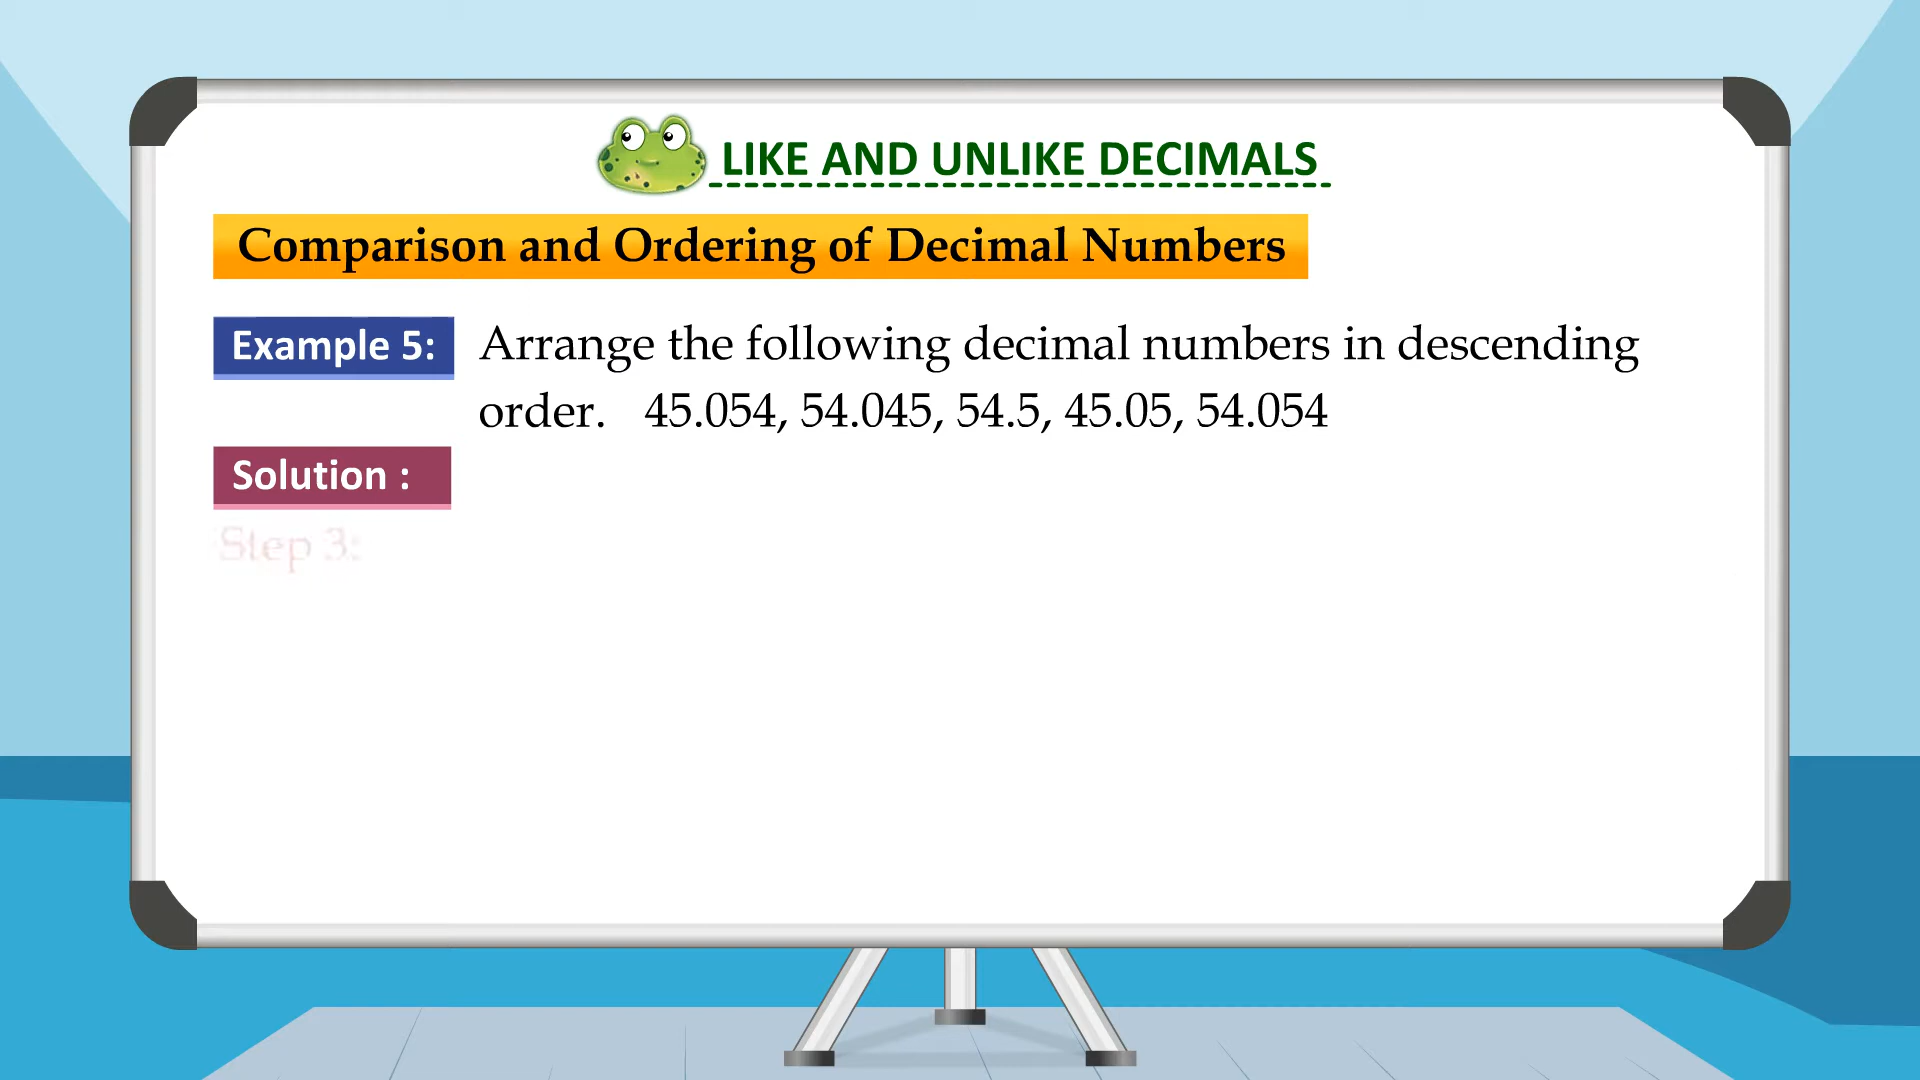 LIKE AND UNLIKE DECIMALS
Comparison and Ordering of Decimal Numbers
Example 5: Arrange the following decimal numbers in descending
order. 45.054, 54.045, 54.5, 45.05, 54.054
Solution :
Step 3: